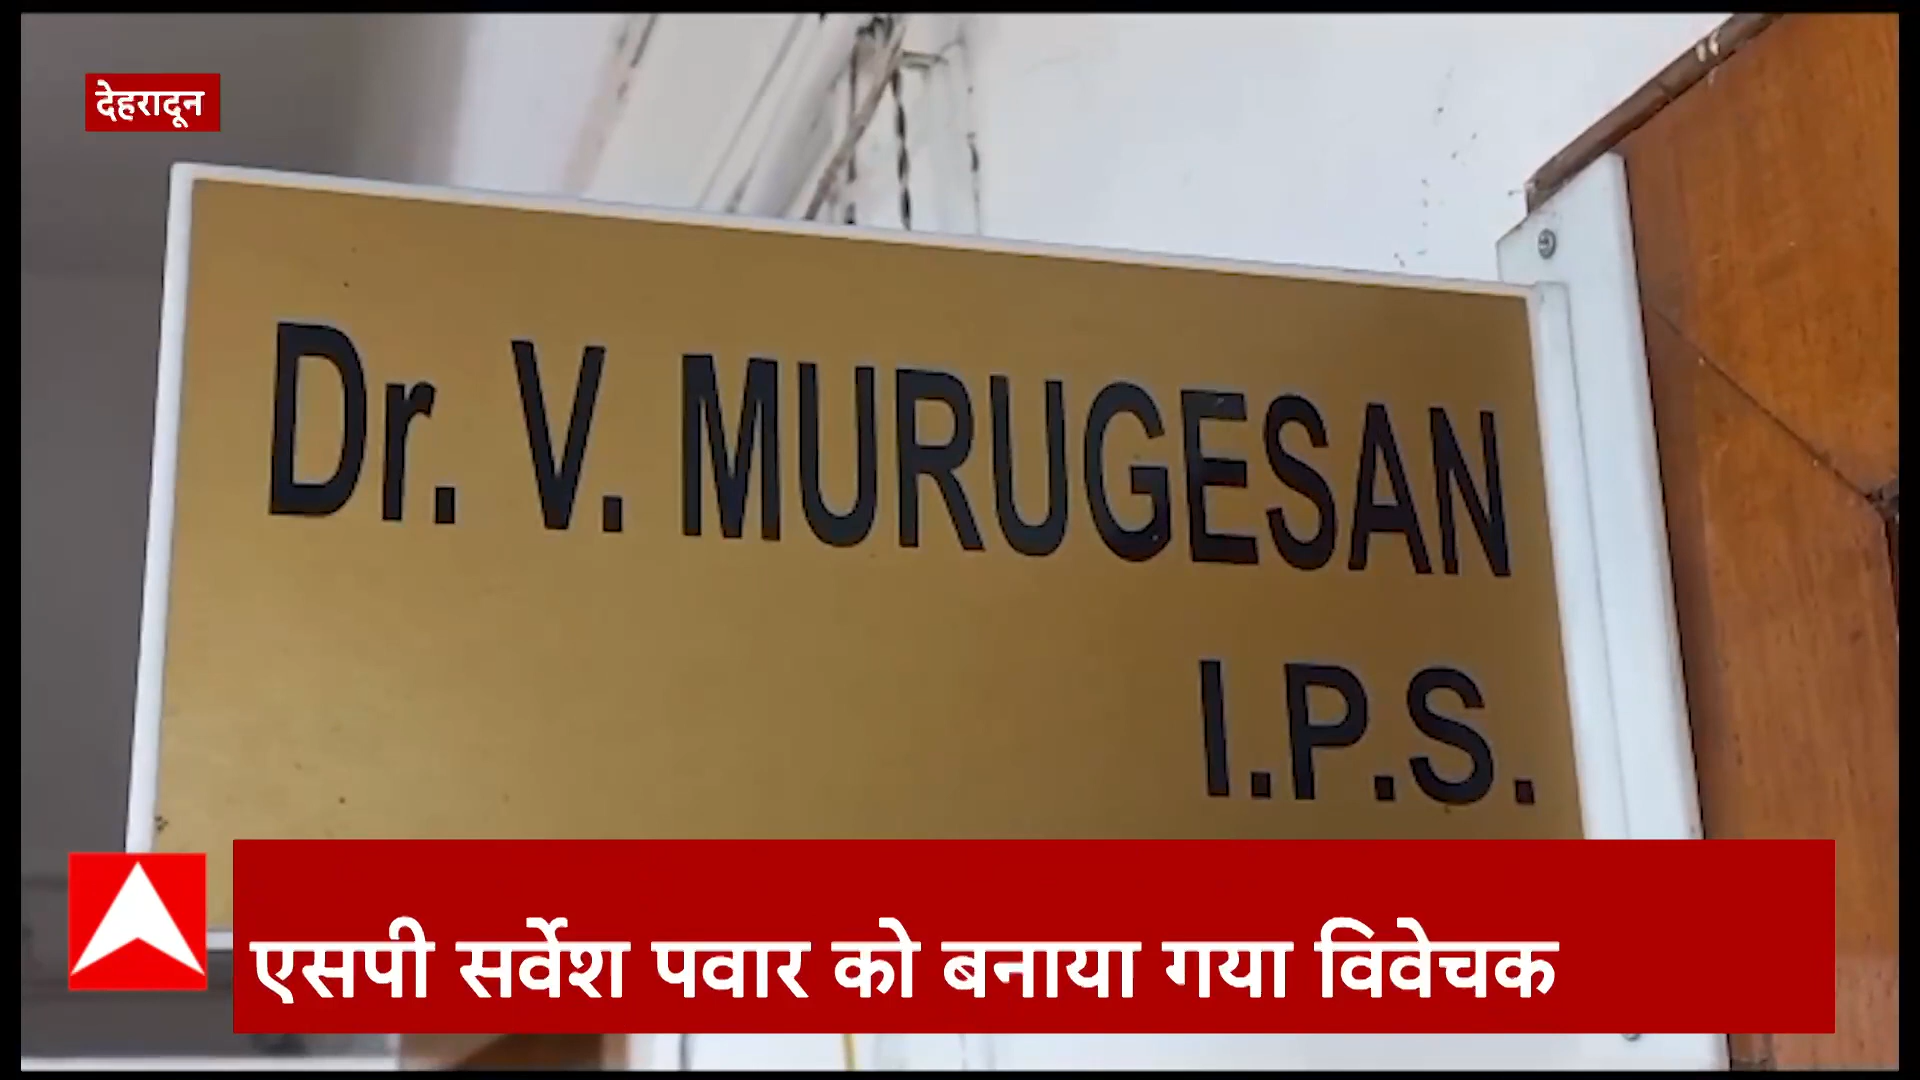 देहरादून
Dr. V. MURUGESAN
I.P.S.
एसपी सर्वेश पवार को बनाया गया विवेचक